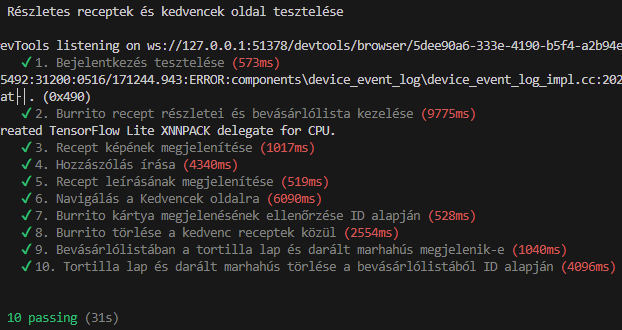 Részletes receptek és kedvencek oldal tesztelése
evTools listening on ws://127.0.0.1:51378/devtools/browser/5dee90a6-333e-4190-b5f4-a2b94e
✓ 1. Bejelentkezés tesztelése (573ms)
5492:31200:0516/171244.943:ERROR:components\device_event_log\device_event_log_impl.cc:202
at├|. (0x490)
✓ 2. Burrito recept részletei és bevásárlólista kezelése (9775ms)
reated TensorFlow Lite XNNPACK delegate for CPU.
✓ 3. Recept képének megjelenítése (1017ms)
✓ 4. Hozzászólás írása (4340ms)
✓ 5. Recept leírásának megjelenítése (519ms)
✓ 6. Navigálás a Kedvencek oldalra (6090ms)
✓ 7. Burrito kártya megjelenésének ellenőrzése ID alapján (528ms)
✓ 8. Burrito törlése a kedvenc receptek közül (2554ms)
✓ 9. Bevásárlólistában a tortilla lap és darált marhahús megjelenik-e (1040ms)
✓ 10. Tortilla lap és darált marhahús törlése a bevásárlólistából ID alapján (4096ms)
10 passing (31s)